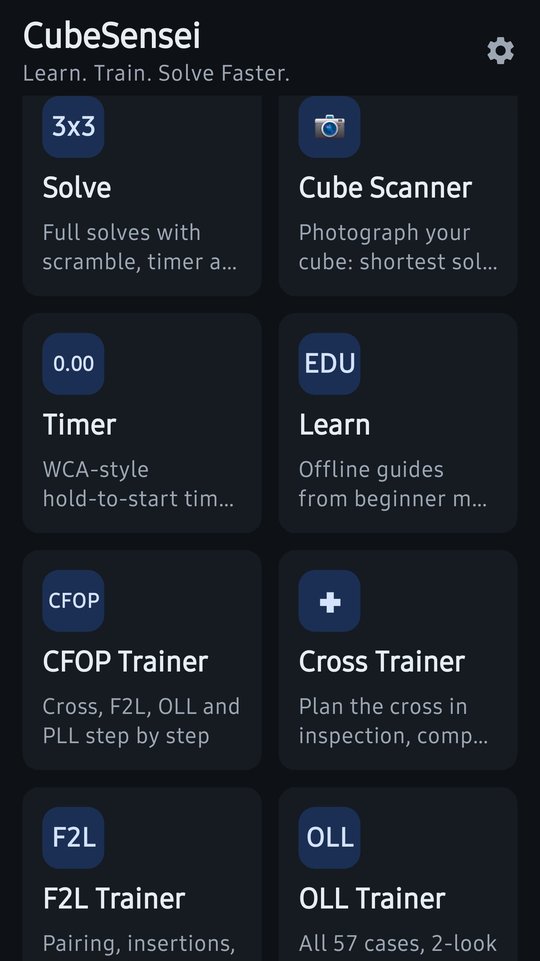 CubeSensei
Learn. Train. Solve Faster.
3x3
Solve
Full solves with
scramble, timer a...
Cube Scanner
Photograph your
cube: shortest sol...
0.00
Timer
WCA-style
hold-to-start tim...
EDU
Learn
Offline guides
from beginner m...
CFOP
CFOP Trainer
Cross, F2L, OLL and
PLL step by step
Cross Trainer
Plan the cross in
inspection, comp...
F2L
F2L Trainer
Pairing, insertions,
OLL
OLL Trainer
All 57 cases, 2-look